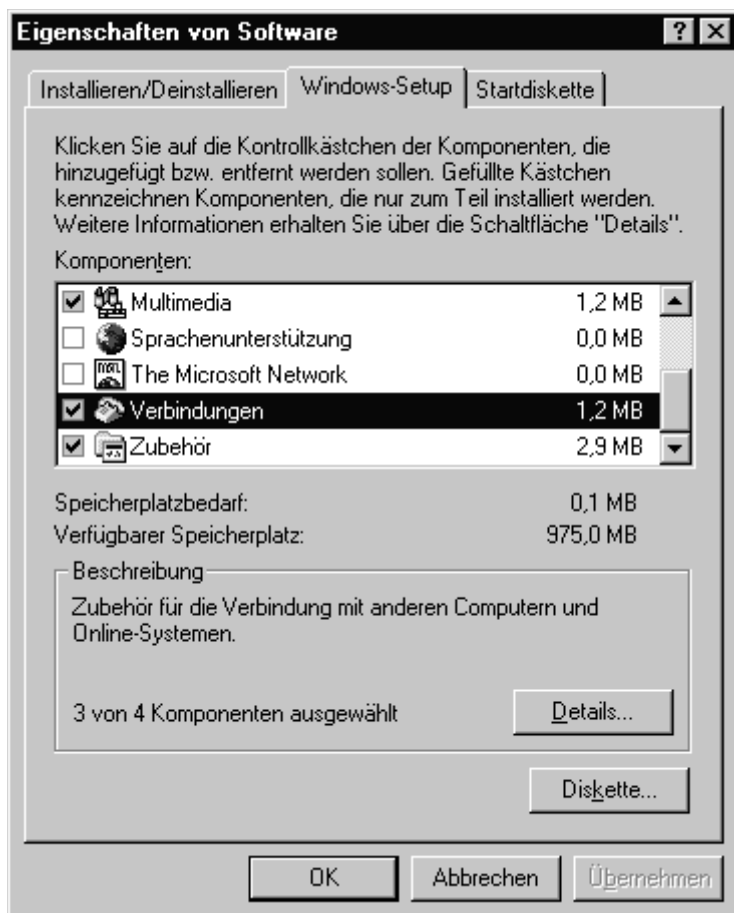 Eigenschaften von Software
Installieren/Deinstallieren Windows-Setup Startdiskette
Klicken Sie auf die Kontrollkästchen der Komponenten, die
hinzugefügt bzw. entfernt werden sollen. Gefüllte Kästchen
kennzeichnen Komponenten, die nur zum Teil installiert werden.
Weitere Informationen erhalten Sie über die Schaltfläche "Details".
Komponenten:
Multimedia 1,2 MB
Sprachenunterstützung 0,0 MB
The Microsoft Network 0,0 MB
Verbindungen 1,2 MB
Zubehör 2,9 MB
Speicherplatzbedarf: 0,1 MB
Verfügbarer Speicherplatz: 975,0 MB
Beschreibung
Zubehör für die Verbindung mit anderen Computern und
Online-Systemen.
3 von 4 Komponenten ausgewählt Details...
Diskette...
OK Abbrechen Übernehmen